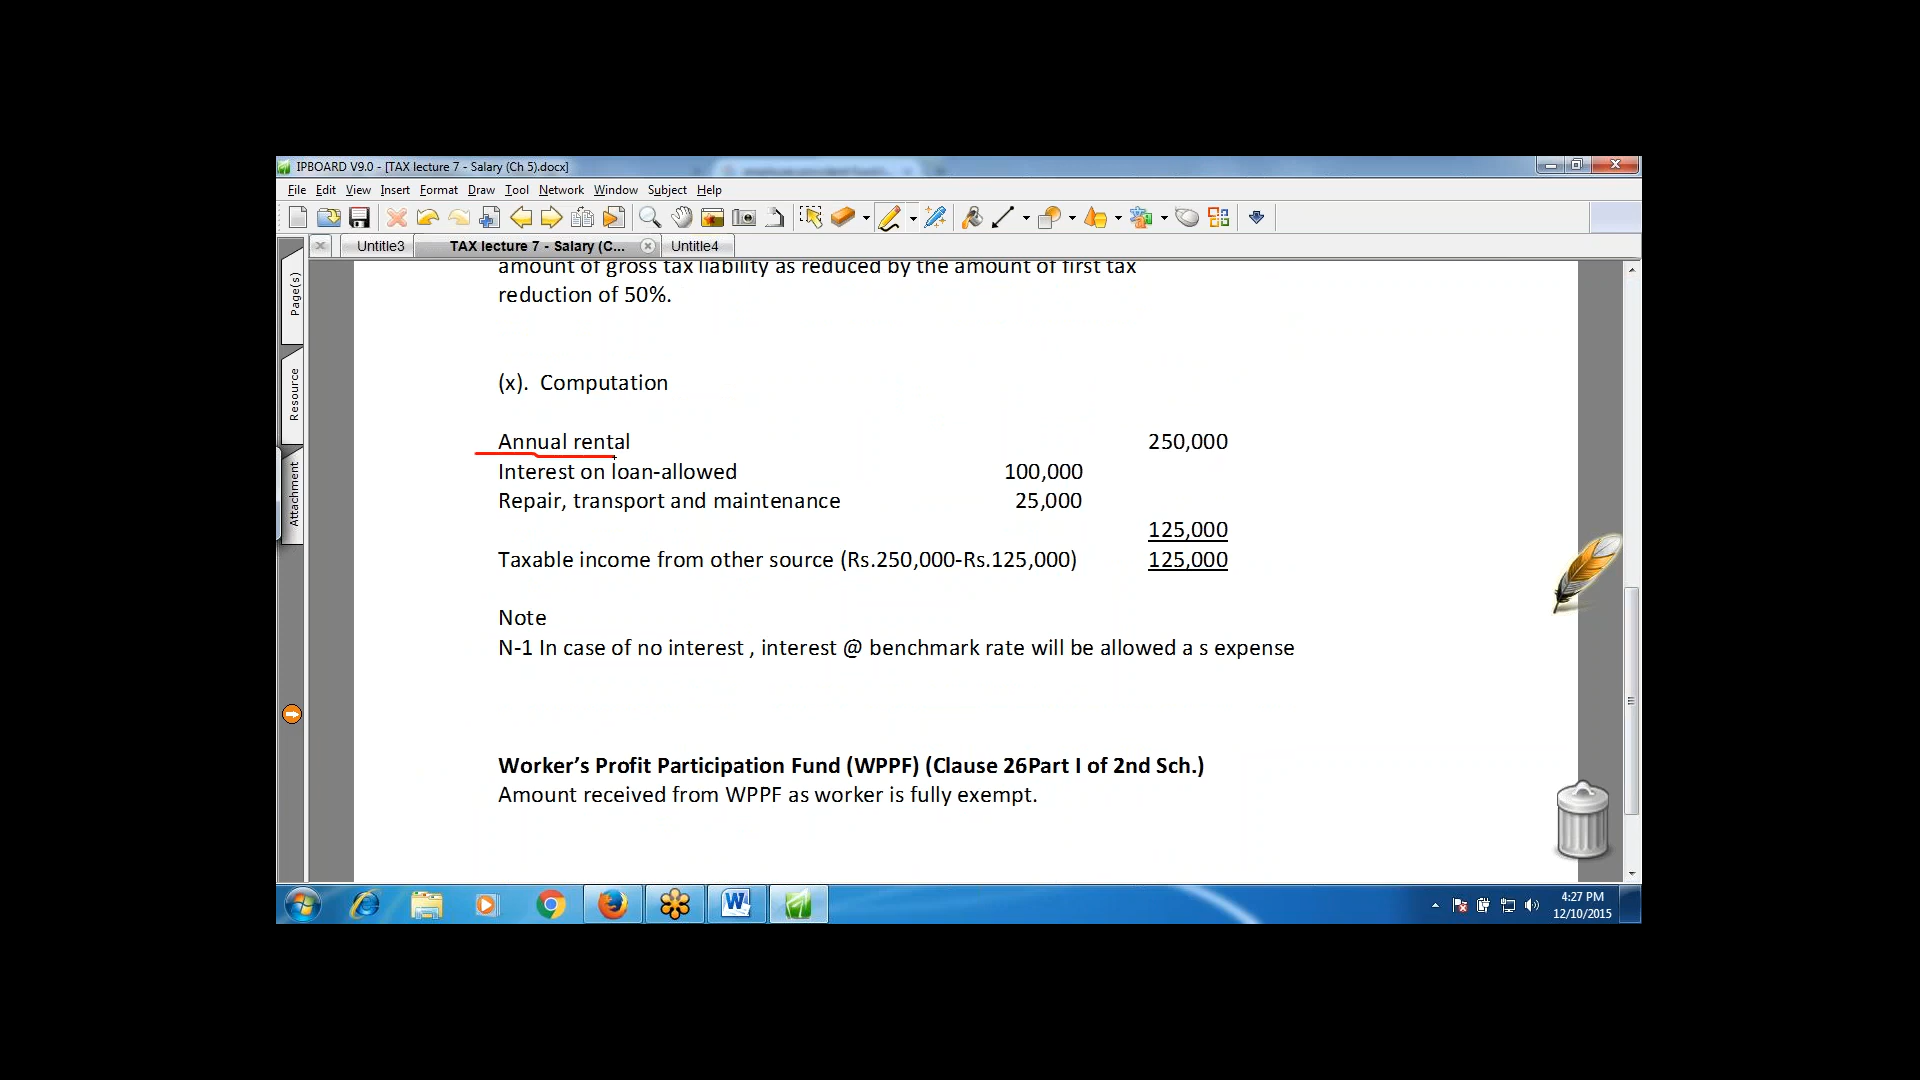 IPBOARD V9.0 - [TAX lecture 7 - Salary (Ch 5).docx]
File Edit View Insert Format Draw Tool Network Window Subject Help
Untitle3 TAX lecture 7 - Salary (C... Untitle4
Page(s)
Resource
Attachment
amount of gross tax liability as reduced by the amount of first tax
reduction of 50%.
(x). Computation
Annual rental 250,000
Interest on loan-allowed 100,000
Repair, transport and maintenance 25,000
125,000
Taxable income from other source (Rs.250,000-Rs.125,000) 125,000
Note
N-1 In case of no interest , interest @ benchmark rate will be allowed a s expense
Worker’s Profit Participation Fund (WPPF) (Clause 26Part I of 2nd Sch.)
Amount received from WPPF as worker is fully exempt.
4:27 PM
12/10/2015